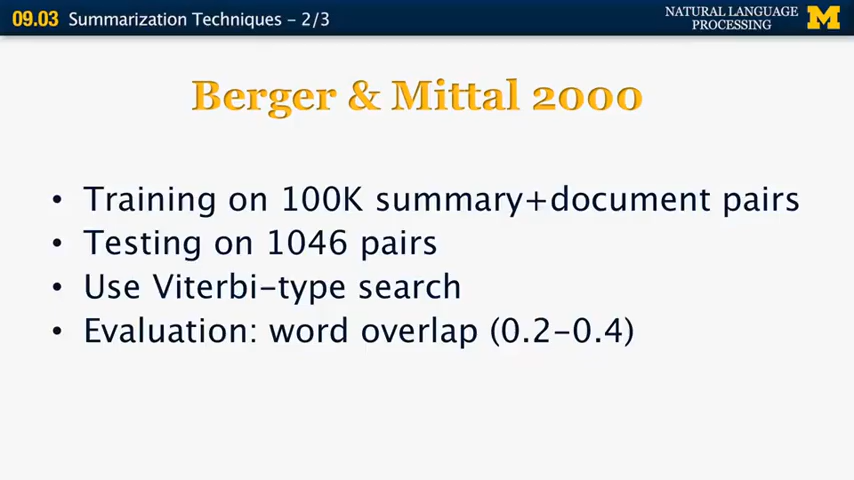 09.03 Summarization Techniques – 2/3
NATURAL LANGUAGE
PROCESSING
M
Berger & Mittal 2000
• Training on 100K summary+document pairs
• Testing on 1046 pairs
• Use Viterbi-type search
• Evaluation: word overlap (0.2-0.4)